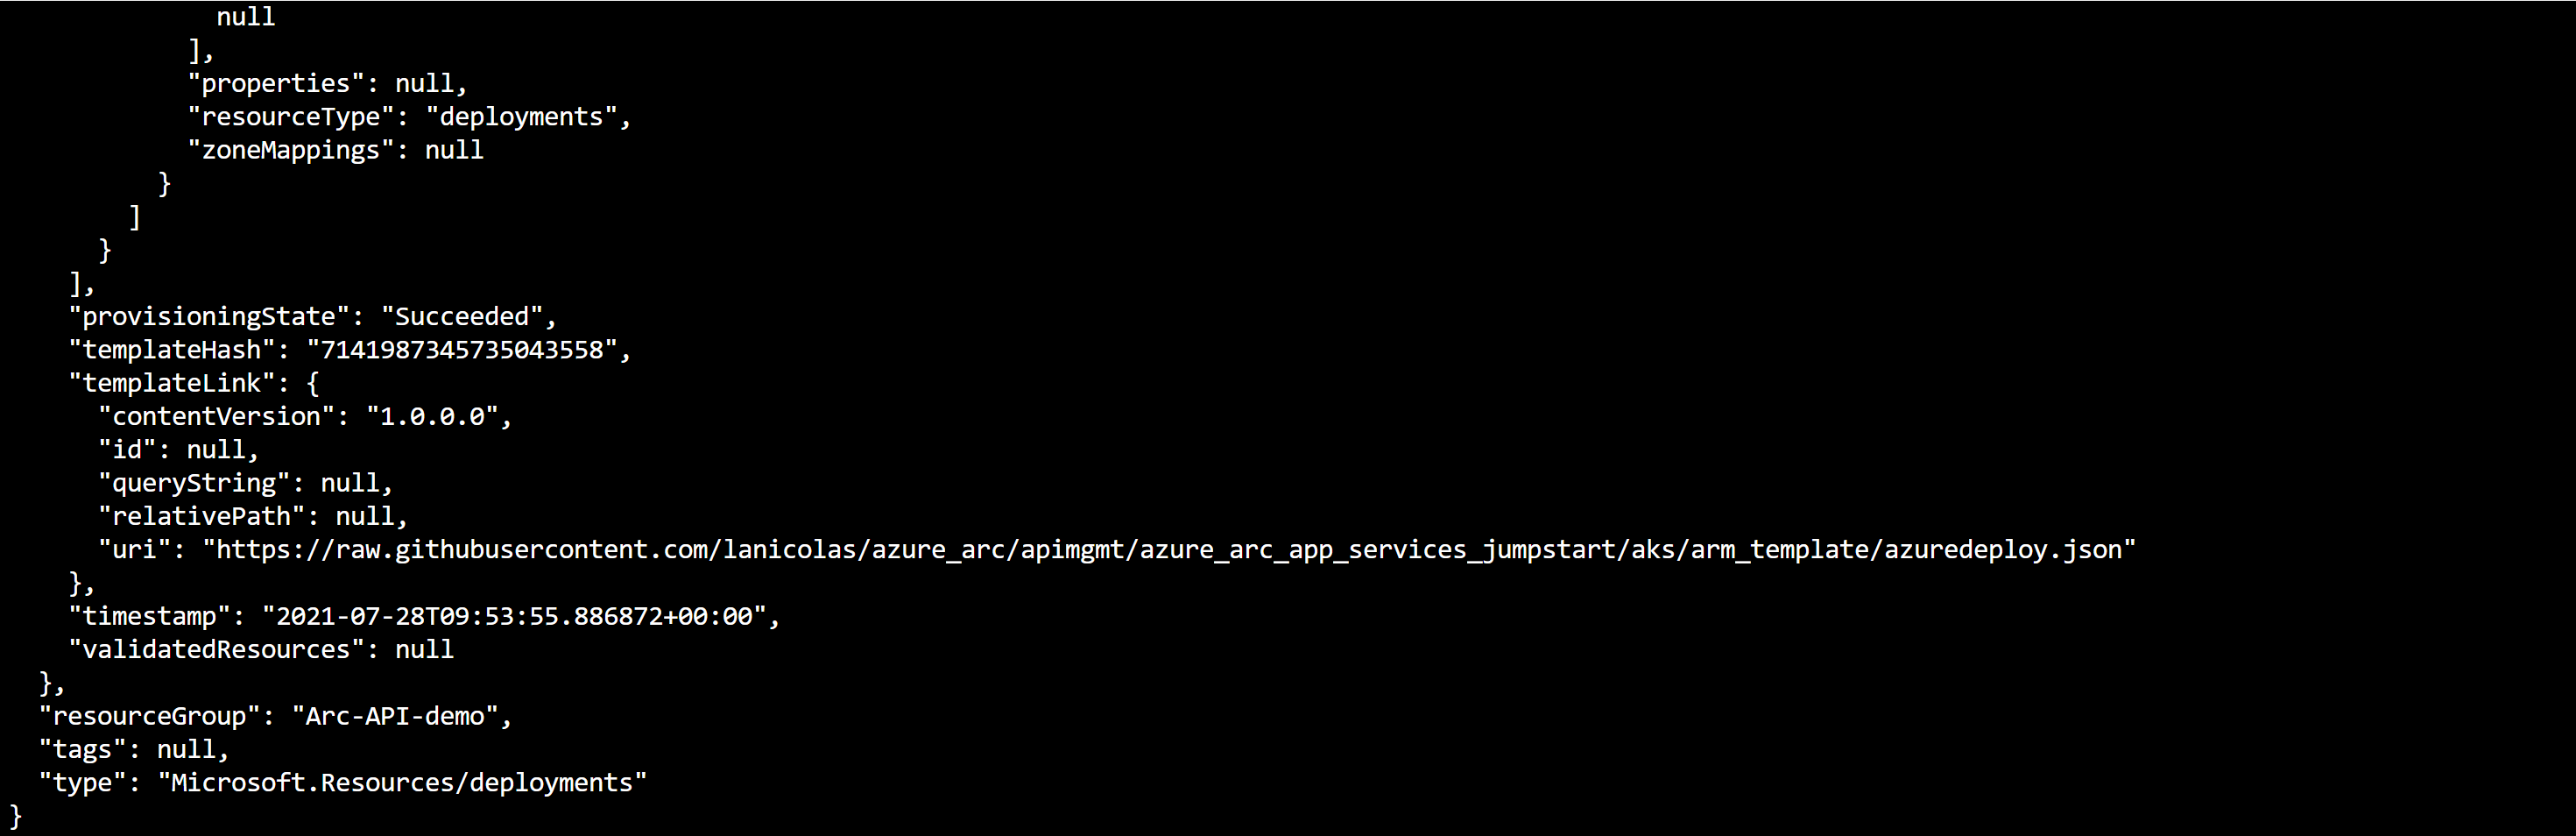 null
],
"properties": null,
"resourceType": "deployments",
"zoneMappings": null
}
]
}
],
"provisioningState": "Succeeded",
"templateHash": "7141987345735043558",
"templateLink": {
"contentVersion": "1.0.0.0",
"id": null,
"queryString": null,
"relativePath": null,
"uri": "https://raw.githubusercontent.com/lanicolas/azure_arc/apimgmt/azure_arc_app_services_jumpstart/aks/arm_template/azuredeploy.json"
},
"timestamp": "2021-07-28T09:53:55.886872+00:00",
"validatedResources": null
},
"resourceGroup": "Arc-API-demo",
"tags": null,
"type": "Microsoft.Resources/deployments"
}